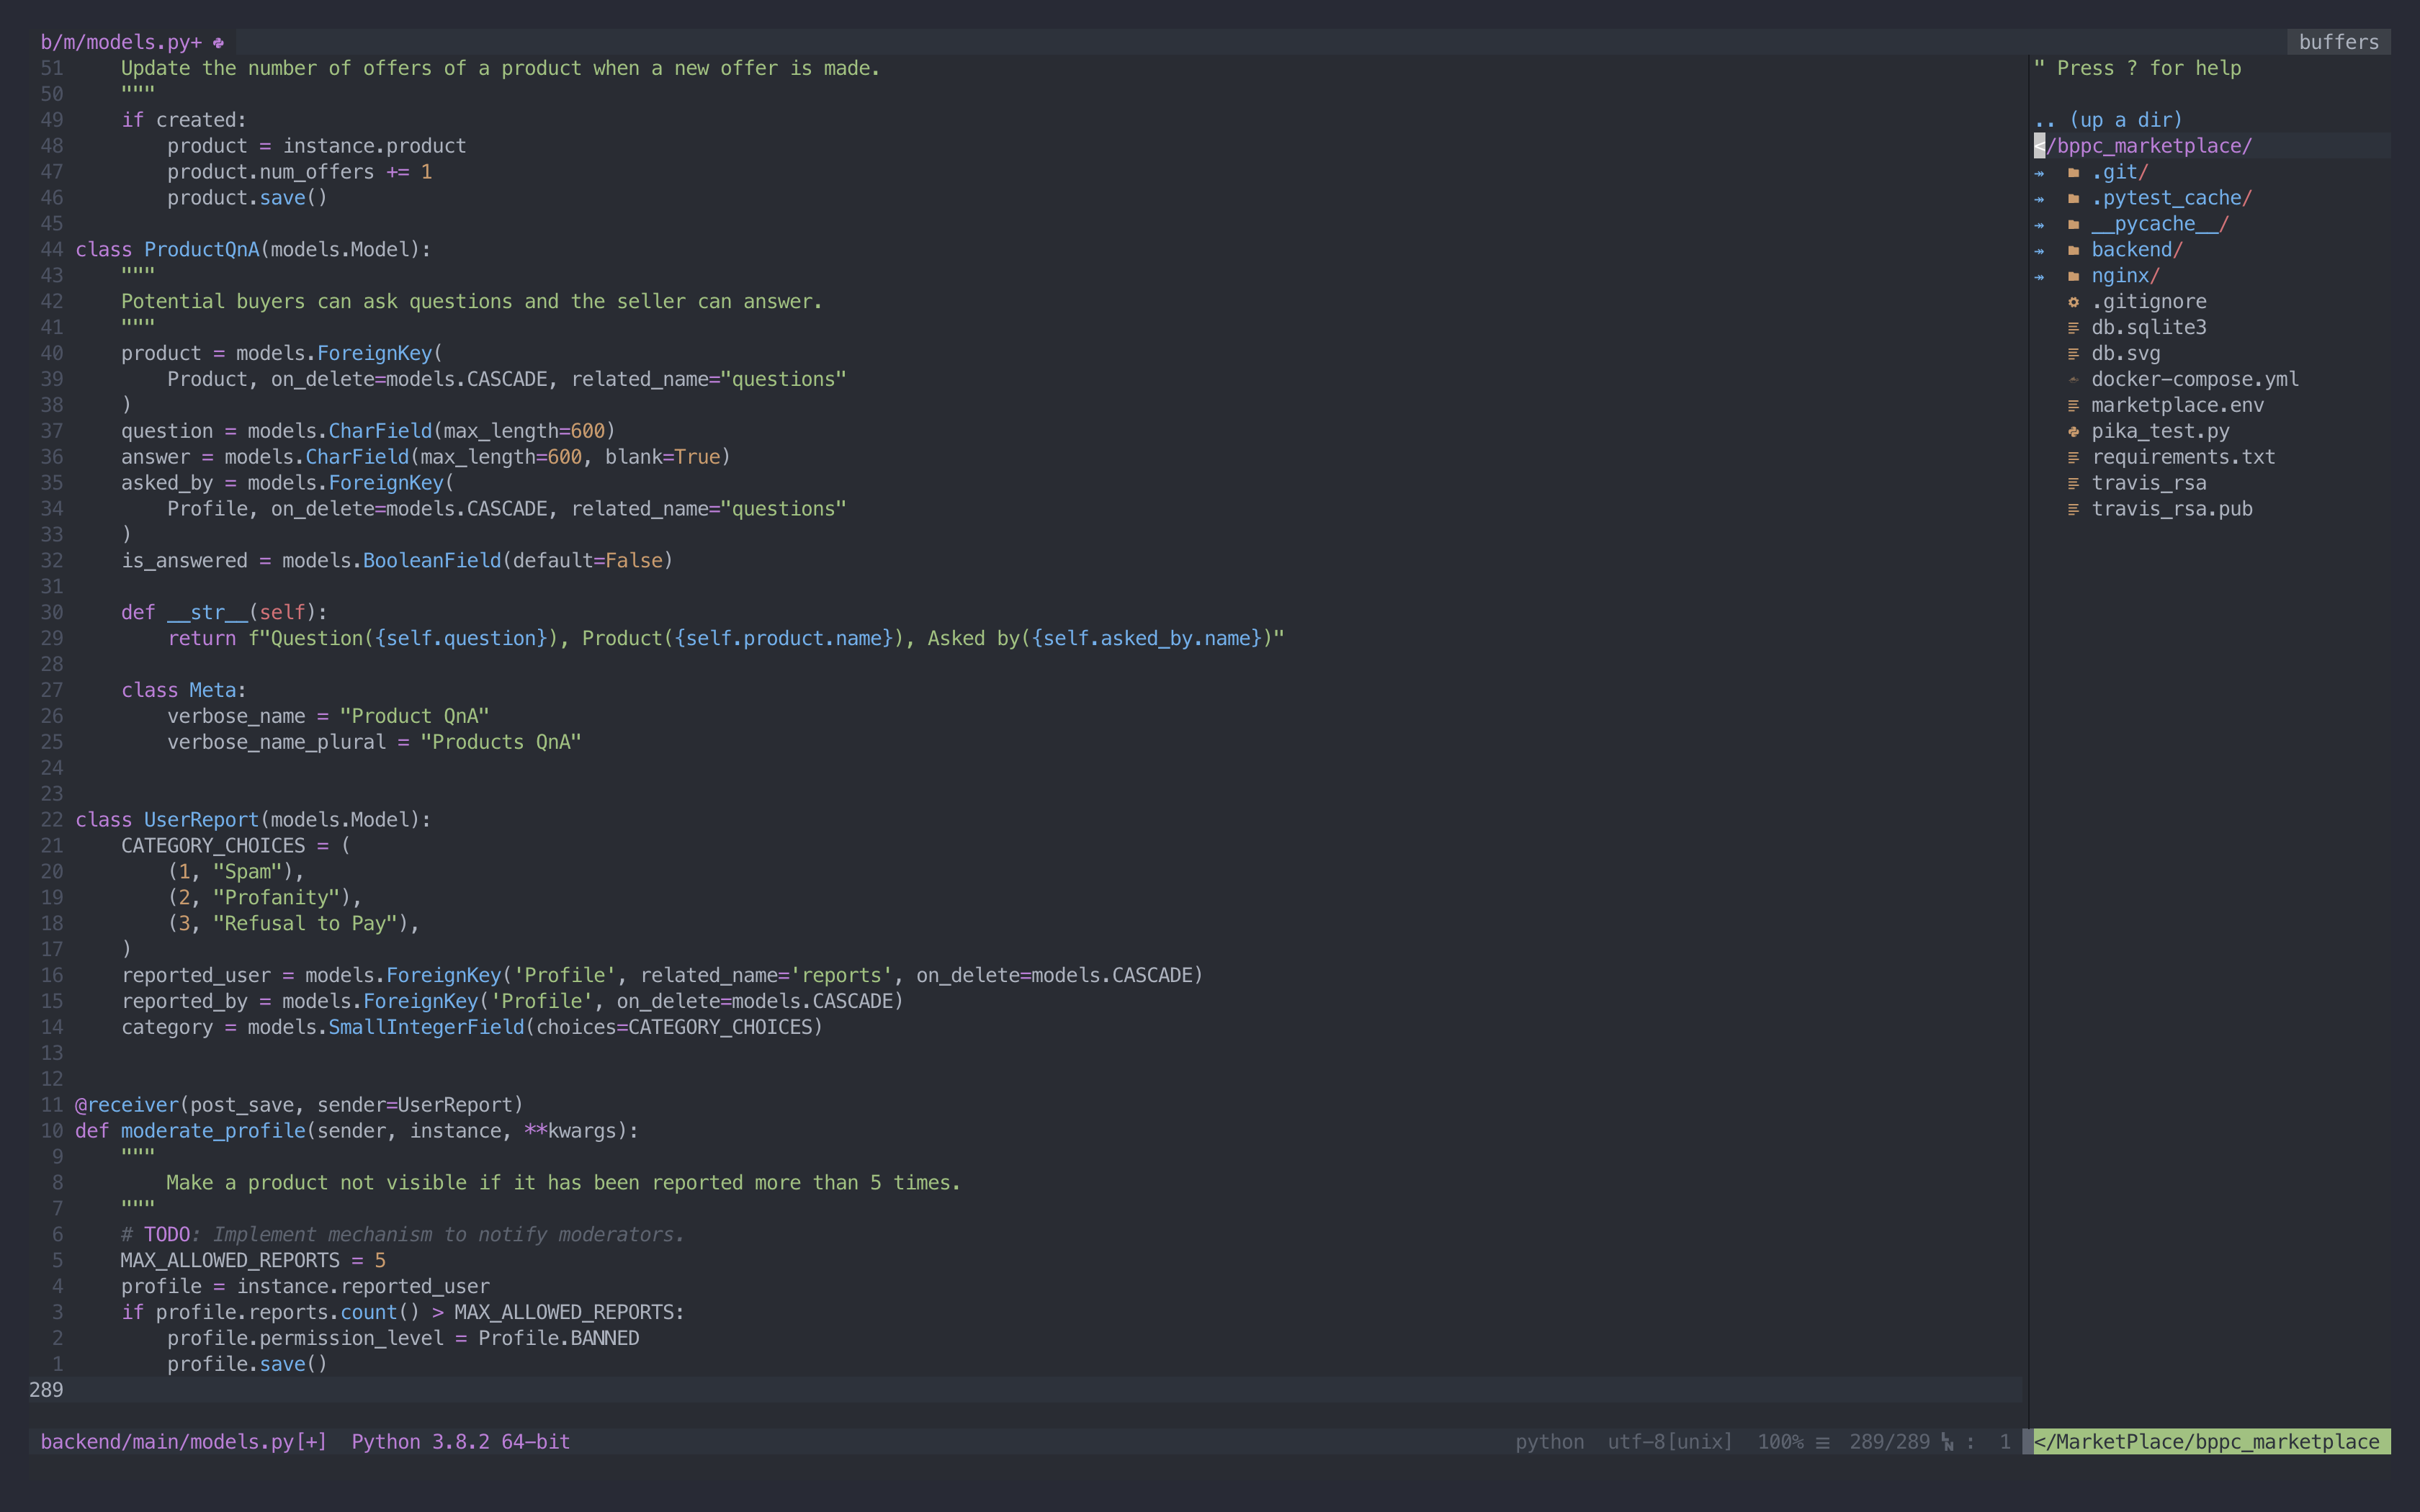 b/m/models.py+
buffers
51     Update the number of offers of a product when a new offer is made.
50     """
49     if created:
48         product = instance.product
47         product.num_offers += 1
46         product.save()
45
44 class ProductQnA(models.Model):
43     """
42     Potential buyers can ask questions and the seller can answer.
41     """
40     product = models.ForeignKey(
39         Product, on_delete=models.CASCADE, related_name="questions"
38     )
37     question = models.CharField(max_length=600)
36     answer = models.CharField(max_length=600, blank=True)
35     asked_by = models.ForeignKey(
34         Profile, on_delete=models.CASCADE, related_name="questions"
33     )
32     is_answered = models.BooleanField(default=False)
31
30     def __str__(self):
29         return f"Question({self.question}), Product({self.product.name}), Asked by({self.asked_by.name})"
28
27     class Meta:
26         verbose_name = "Product QnA"
25         verbose_name_plural = "Products QnA"
24
23
22 class UserReport(models.Model):
21     CATEGORY_CHOICES = (
20         (1, "Spam"),
19         (2, "Profanity"),
18         (3, "Refusal to Pay"),
17     )
16     reported_user = models.ForeignKey('Profile', related_name='reports', on_delete=models.CASCADE)
15     reported_by = models.ForeignKey('Profile', on_delete=models.CASCADE)
14     category = models.SmallIntegerField(choices=CATEGORY_CHOICES)
13
12
11 @receiver(post_save, sender=UserReport)
10 def moderate_profile(sender, instance, **kwargs):
9     """
8         Make a product not visible if it has been reported more than 5 times.
7     """
6     # TODO: Implement mechanism to notify moderators.
5     MAX_ALLOWED_REPORTS = 5
4     profile = instance.reported_user
3     if profile.reports.count() > MAX_ALLOWED_REPORTS:
2         profile.permission_level = Profile.BANNED
1         profile.save()
289
" Press ? for help
.. (up a dir)
</bppc_marketplace/
.git/
.pytest_cache/
__pycache__/
backend/
nginx/
.gitignore
db.sqlite3
db.svg
docker-compose.yml
marketplace.env
pika_test.py
requirements.txt
travis_rsa
travis_rsa.pub
backend/main/models.py[+]  Python 3.8.2 64-bit
python  utf-8[unix]  100% ☰ 289/289 ㏑ :  1
</MarketPlace/bppc_marketplace